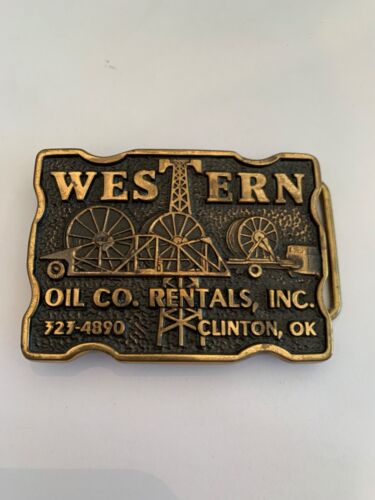 WESTERN
OIL CO. RENTALS, INC.
323-4890 CLINTON, OK